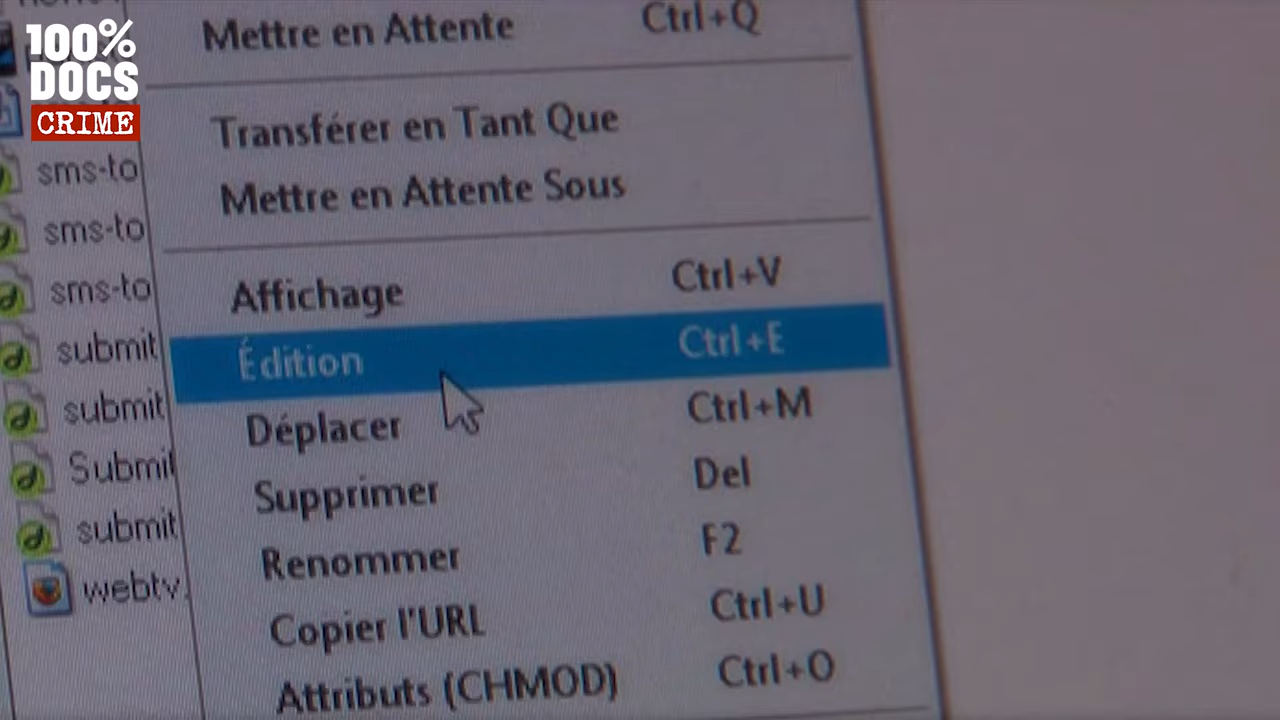 100%
DOCS
CRIME
Mettre en Attente Ctrl+Q
Transférer en Tant Que
Mettre en Attente Sous
sms-to
sms-to
sms-to
submit
submit
Submit
submit
webtv.
Affichage Ctrl+V
Édition Ctrl+E
Déplacer Ctrl+M
Supprimer Del
Renommer F2
Copier l'URL Ctrl+U
Attributs (CHMOD) Ctrl+O